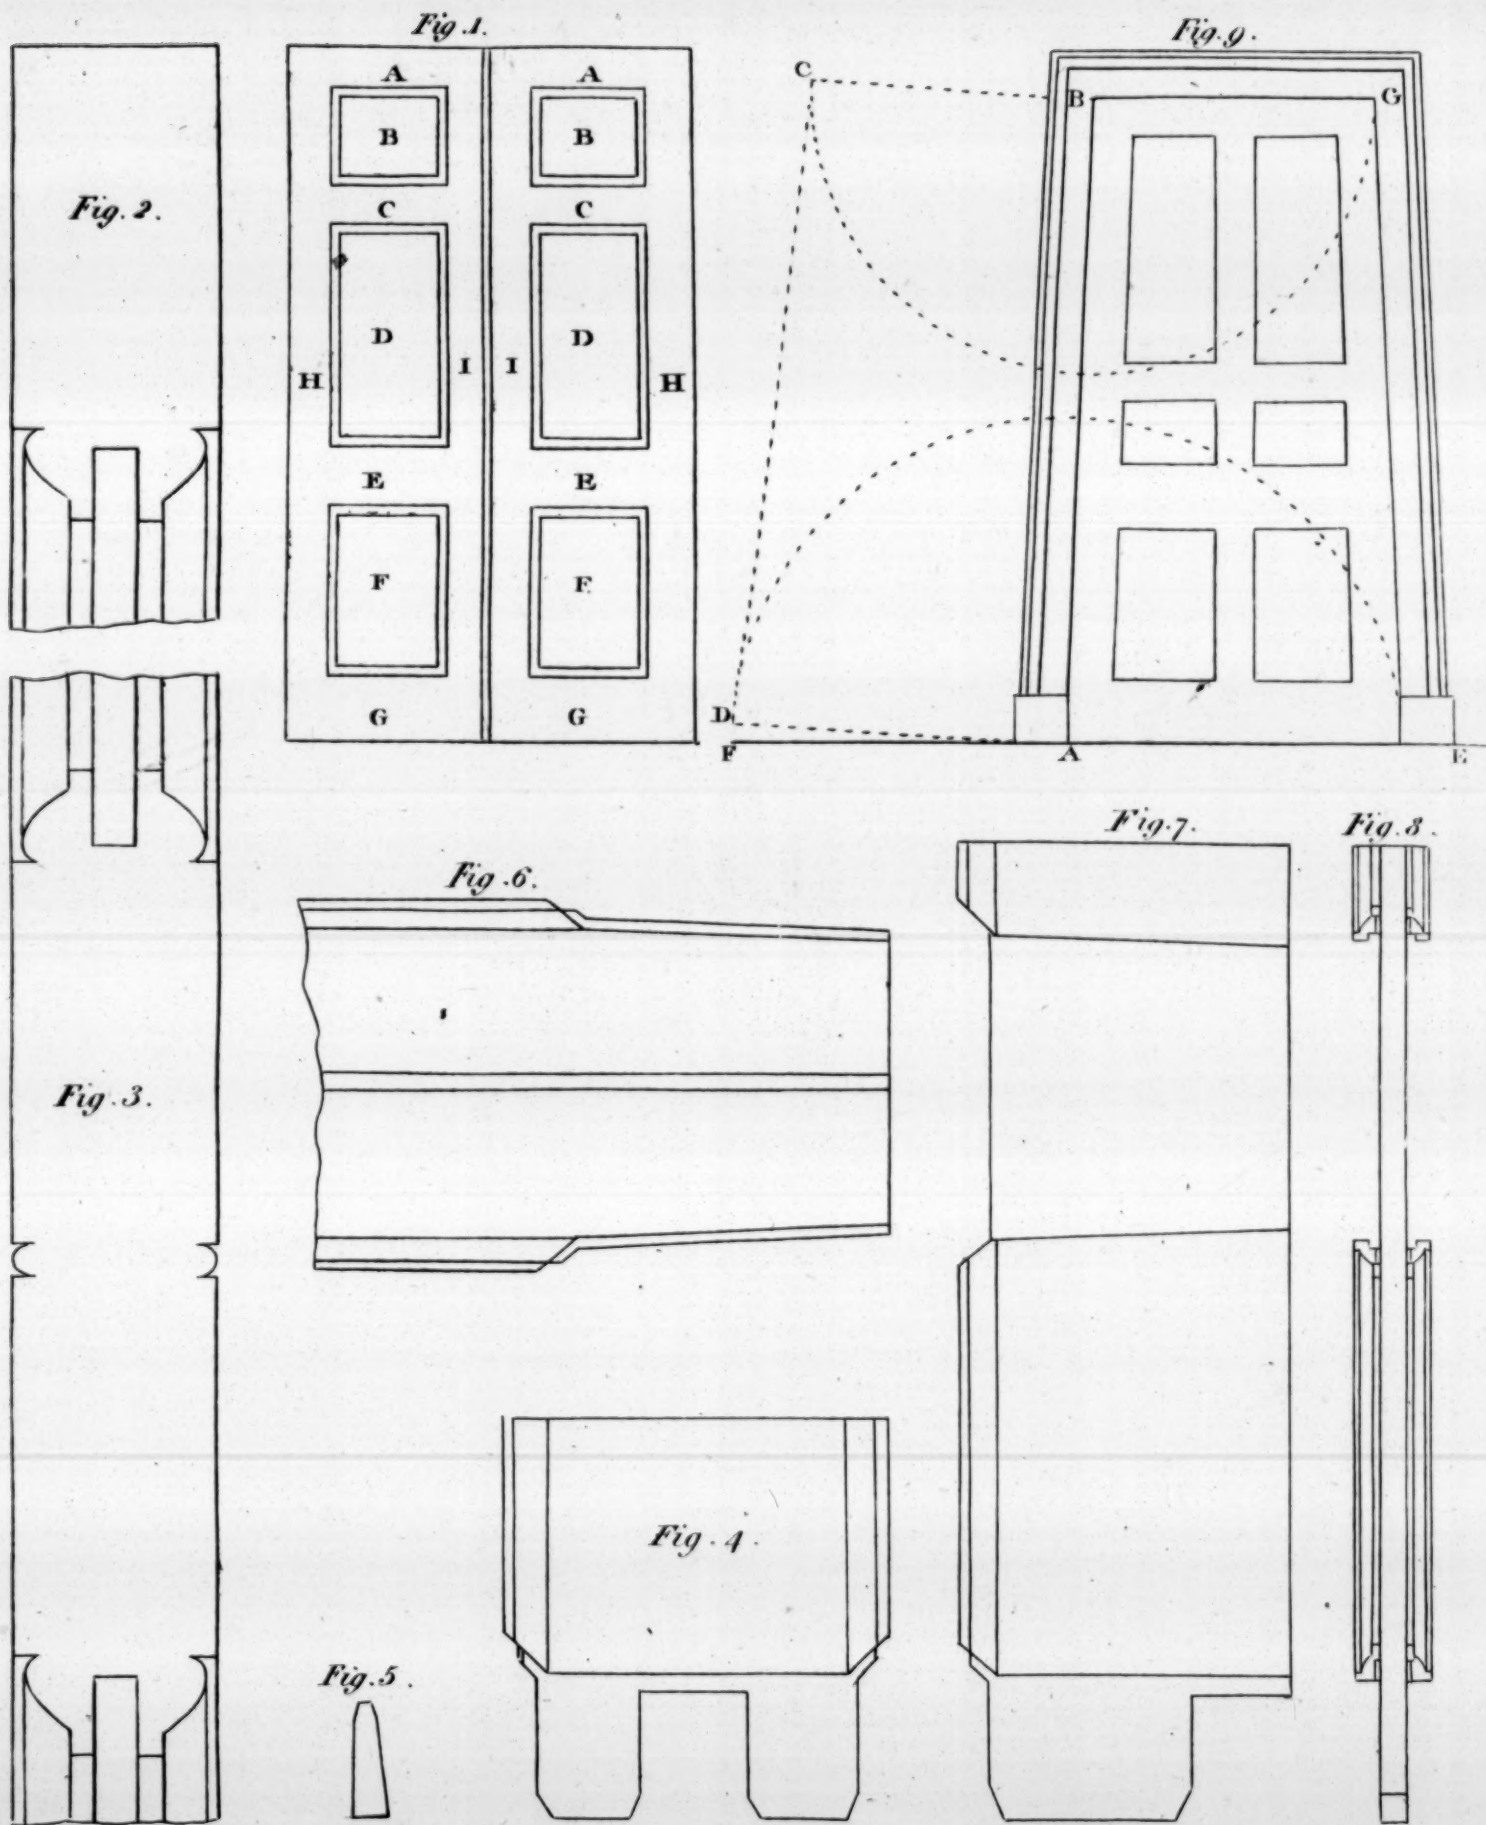 Fig. 1.
Fig. 9.
A A
C
B G
B B
Fig. 2.
C C
D D
I I
H H
E E
F F
G G
D
F A E
Fig. 7.
Fig. 8.
Fig. 6.
Fig. 3.
Fig. 4.
Fig. 5.